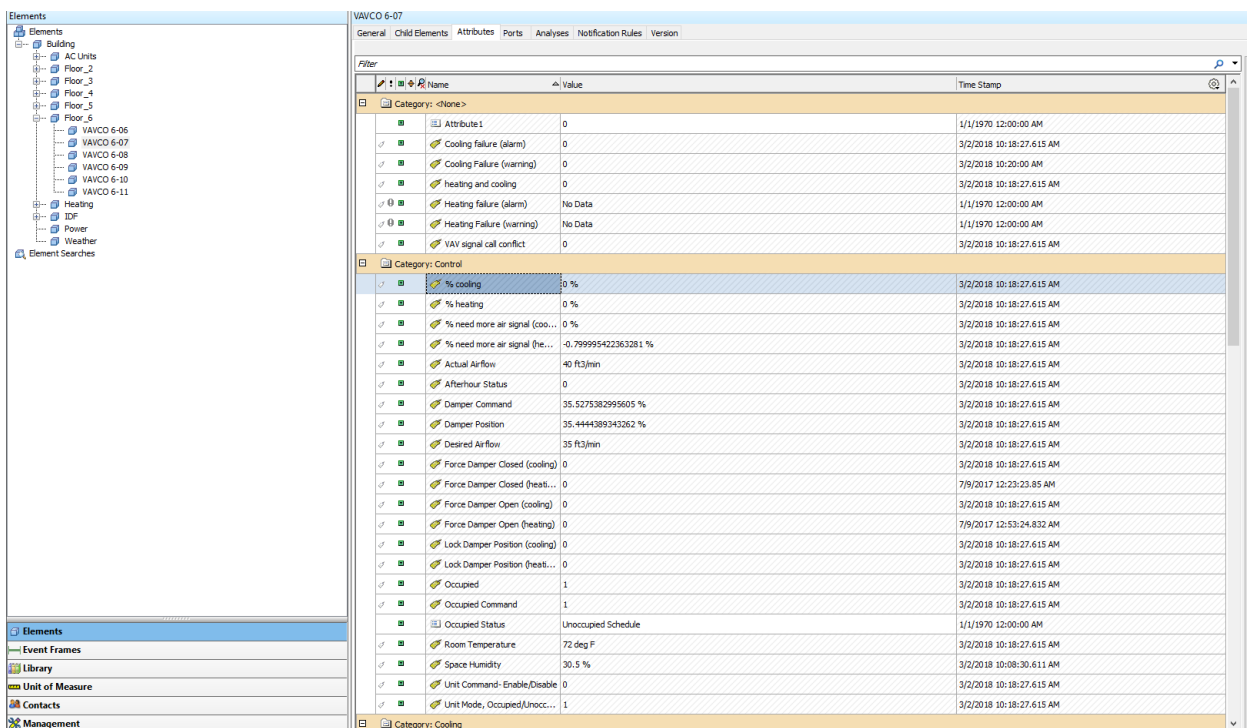 Elements
Elements
Building
AC Units
Floor_2
Floor_3
Floor_4
Floor_5
Floor_6
VAVCO 6-06
VAVCO 6-07
VAVCO 6-08
VAVCO 6-09
VAVCO 6-10
VAVCO 6-11
Heating
IDF
Power
Weather
Element Searches
Elements
Event Frames
Library
Unit of Measure
Contacts
Management
VAVCO 6-07
General Child Elements Attributes Ports Analyses Notification Rules Version
Filter
Name Value Time Stamp
Category: <None>
Attribute1 0 1/1/1970 12:00:00 AM
Cooling failure (alarm) 0 3/2/2018 10:18:27.615 AM
Cooling Failure (warning) 0 3/2/2018 10:20:00 AM
heating and cooling 0 3/2/2018 10:18:27.615 AM
Heating failure (alarm) No Data 1/1/1970 12:00:00 AM
Heating Failure (warning) No Data 1/1/1970 12:00:00 AM
VAV signal call conflict 0 3/2/2018 10:18:27.615 AM
Category: Control
% cooling 0 % 3/2/2018 10:18:27.615 AM
% heating 0 % 3/2/2018 10:18:27.615 AM
% need more air signal (coo... 0 % 3/2/2018 10:18:27.615 AM
% need more air signal (he... -0.799995422363281 % 3/2/2018 10:18:27.615 AM
Actual Airflow 40 ft3/min 3/2/2018 10:18:27.615 AM
Afterhour Status 0 3/2/2018 10:18:27.615 AM
Damper Command 35.5275382995605 % 3/2/2018 10:18:27.615 AM
Damper Position 35.4444389343262 % 3/2/2018 10:18:27.615 AM
Desired Airflow 35 ft3/min 3/2/2018 10:18:27.615 AM
Force Damper Closed (cooling) 0 3/2/2018 10:18:27.615 AM
Force Damper Closed (heati... 0 7/9/2017 12:23:23.85 AM
Force Damper Open (cooling) 0 3/2/2018 10:18:27.615 AM
Force Damper Open (heating) 0 7/9/2017 12:53:24.832 AM
Lock Damper Position (cooling) 0 3/2/2018 10:18:27.615 AM
Lock Damper Position (heati... 0 3/2/2018 10:18:27.615 AM
Occupied 1 3/2/2018 10:18:27.615 AM
Occupied Command 1 3/2/2018 10:18:27.615 AM
Occupied Status Unoccupied Schedule 1/1/1970 12:00:00 AM
Room Temperature 72 deg F 3/2/2018 10:18:27.615 AM
Space Humidity 30.5 % 3/2/2018 10:08:30.611 AM
Unit Command- Enable/Disable 0 3/2/2018 10:18:27.615 AM
Unit Mode, Occupied/Unocc... 1 3/2/2018 10:18:27.615 AM
Category: Cooling